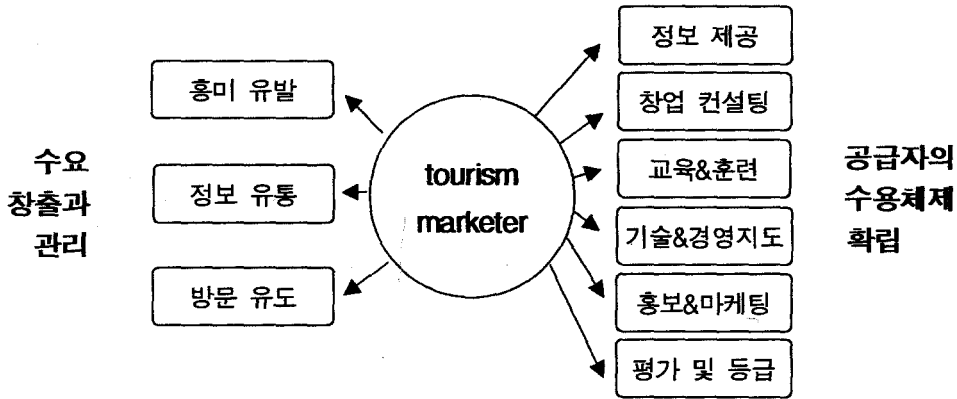 수요
창출과
관리
흥미 유발
정보 유통
방문 유도
tourism
marketer
정보 제공
창업 컨설팅
교육&훈련
기술&경영지도
홍보&마케팅
평가 및 등급
공급자의
수용체제
확립